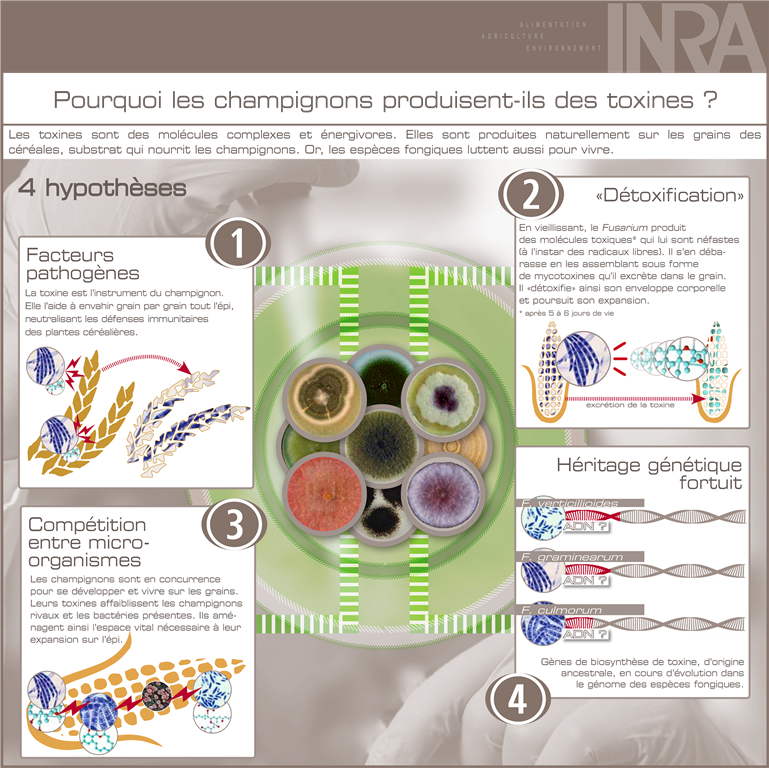 ALIMENTATION
AGRICULTURE
ENVIRONNEMENT
INRA
Pourquoi les champignons produisent-ils des toxines ?
Les toxines sont des molécules complexes et énergivores. Elles sont produites naturellement sur les grains des
céréales, substrat qui nourrit les champignons. Or, les espèces fongiques luttent aussi pour vivre.
4 hypothèses
1
Facteurs
pathogènes
La toxine est l'instrument du champignon.
Elle l'aide à envahir grain par grain tout l'épi,
neutralisant les défenses immunitaires
des plantes céréalières.
2
«Détoxification»
En vieillissant, le Fusarium produit
des molécules toxiques* qui lui sont néfastes
(à l'instar des radicaux libres). Il s'en déba-
rasse en les assemblant sous forme
de mycotoxines qu'il excrète dans le grain.
Il «détoxifie» ainsi son enveloppe corporelle
et poursuit son expansion.
* après 5 à 6 jours de vie
excrétion de la toxine
3
Compétition
entre micro-
organismes
Les champignons sont en concurrence
pour se développer et vivre sur les grains.
Leurs toxines affaiblissent les champignons
rivaux et les bactéries présentes. Ils amé-
nagent ainsi l'espace vital nécessaire à leur
expansion sur l'épi.
Héritage génétique
fortuit
F. verticillioides
ADN ?
F. graminearum
ADN ?
F. culmorum
ADN ?
Gènes de biosynthèse de toxine, d'origine
ancestrale, en cours d'évolution dans
le génome des espèces fongiques.
4